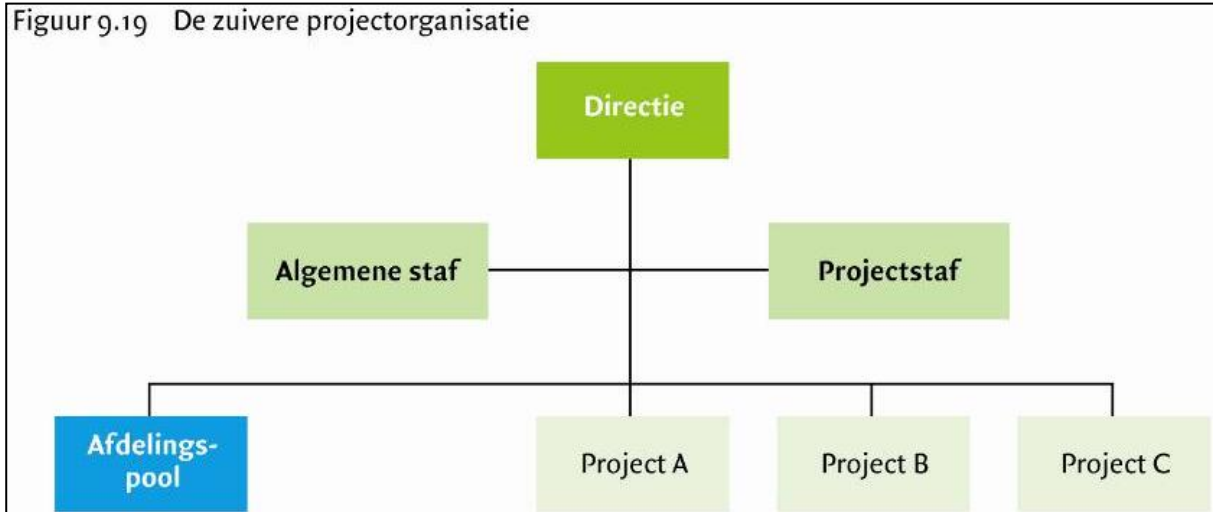 Figuur 9.19 De zuivere projectorganisatie
Directie
Algemene staf
Projectstaf
Afdelings-
pool
Project A
Project B
Project C